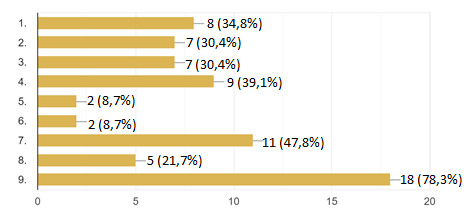 1. 8 (34,8%)
2. 7 (30,4%)
3. 7 (30,4%)
4. 9 (39,1%)
5. 2 (8,7%)
6. 2 (8,7%)
7. 11 (47,8%)
8. 5 (21,7%)
9. 18 (78,3%)
0 5 10 15 20